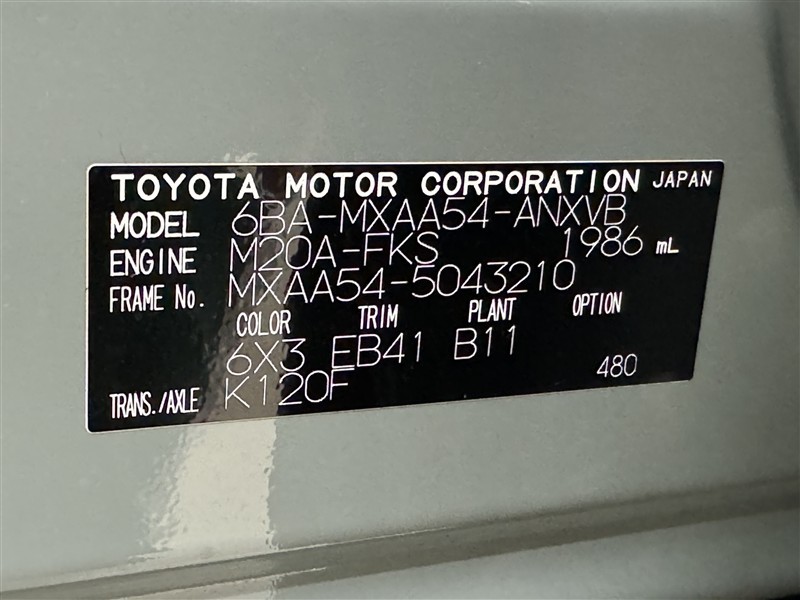 TOYOTA MOTOR CORPORATION JAPAN
MODEL 6BA-MXAA54-ANXVB
ENGINE M20A-FKS 1986 mL
FRAME No. MXAA54-5043210
COLOR TRIM PLANT OPTION
6X3 EB41 B11
TRANS./AXLE K120F 480